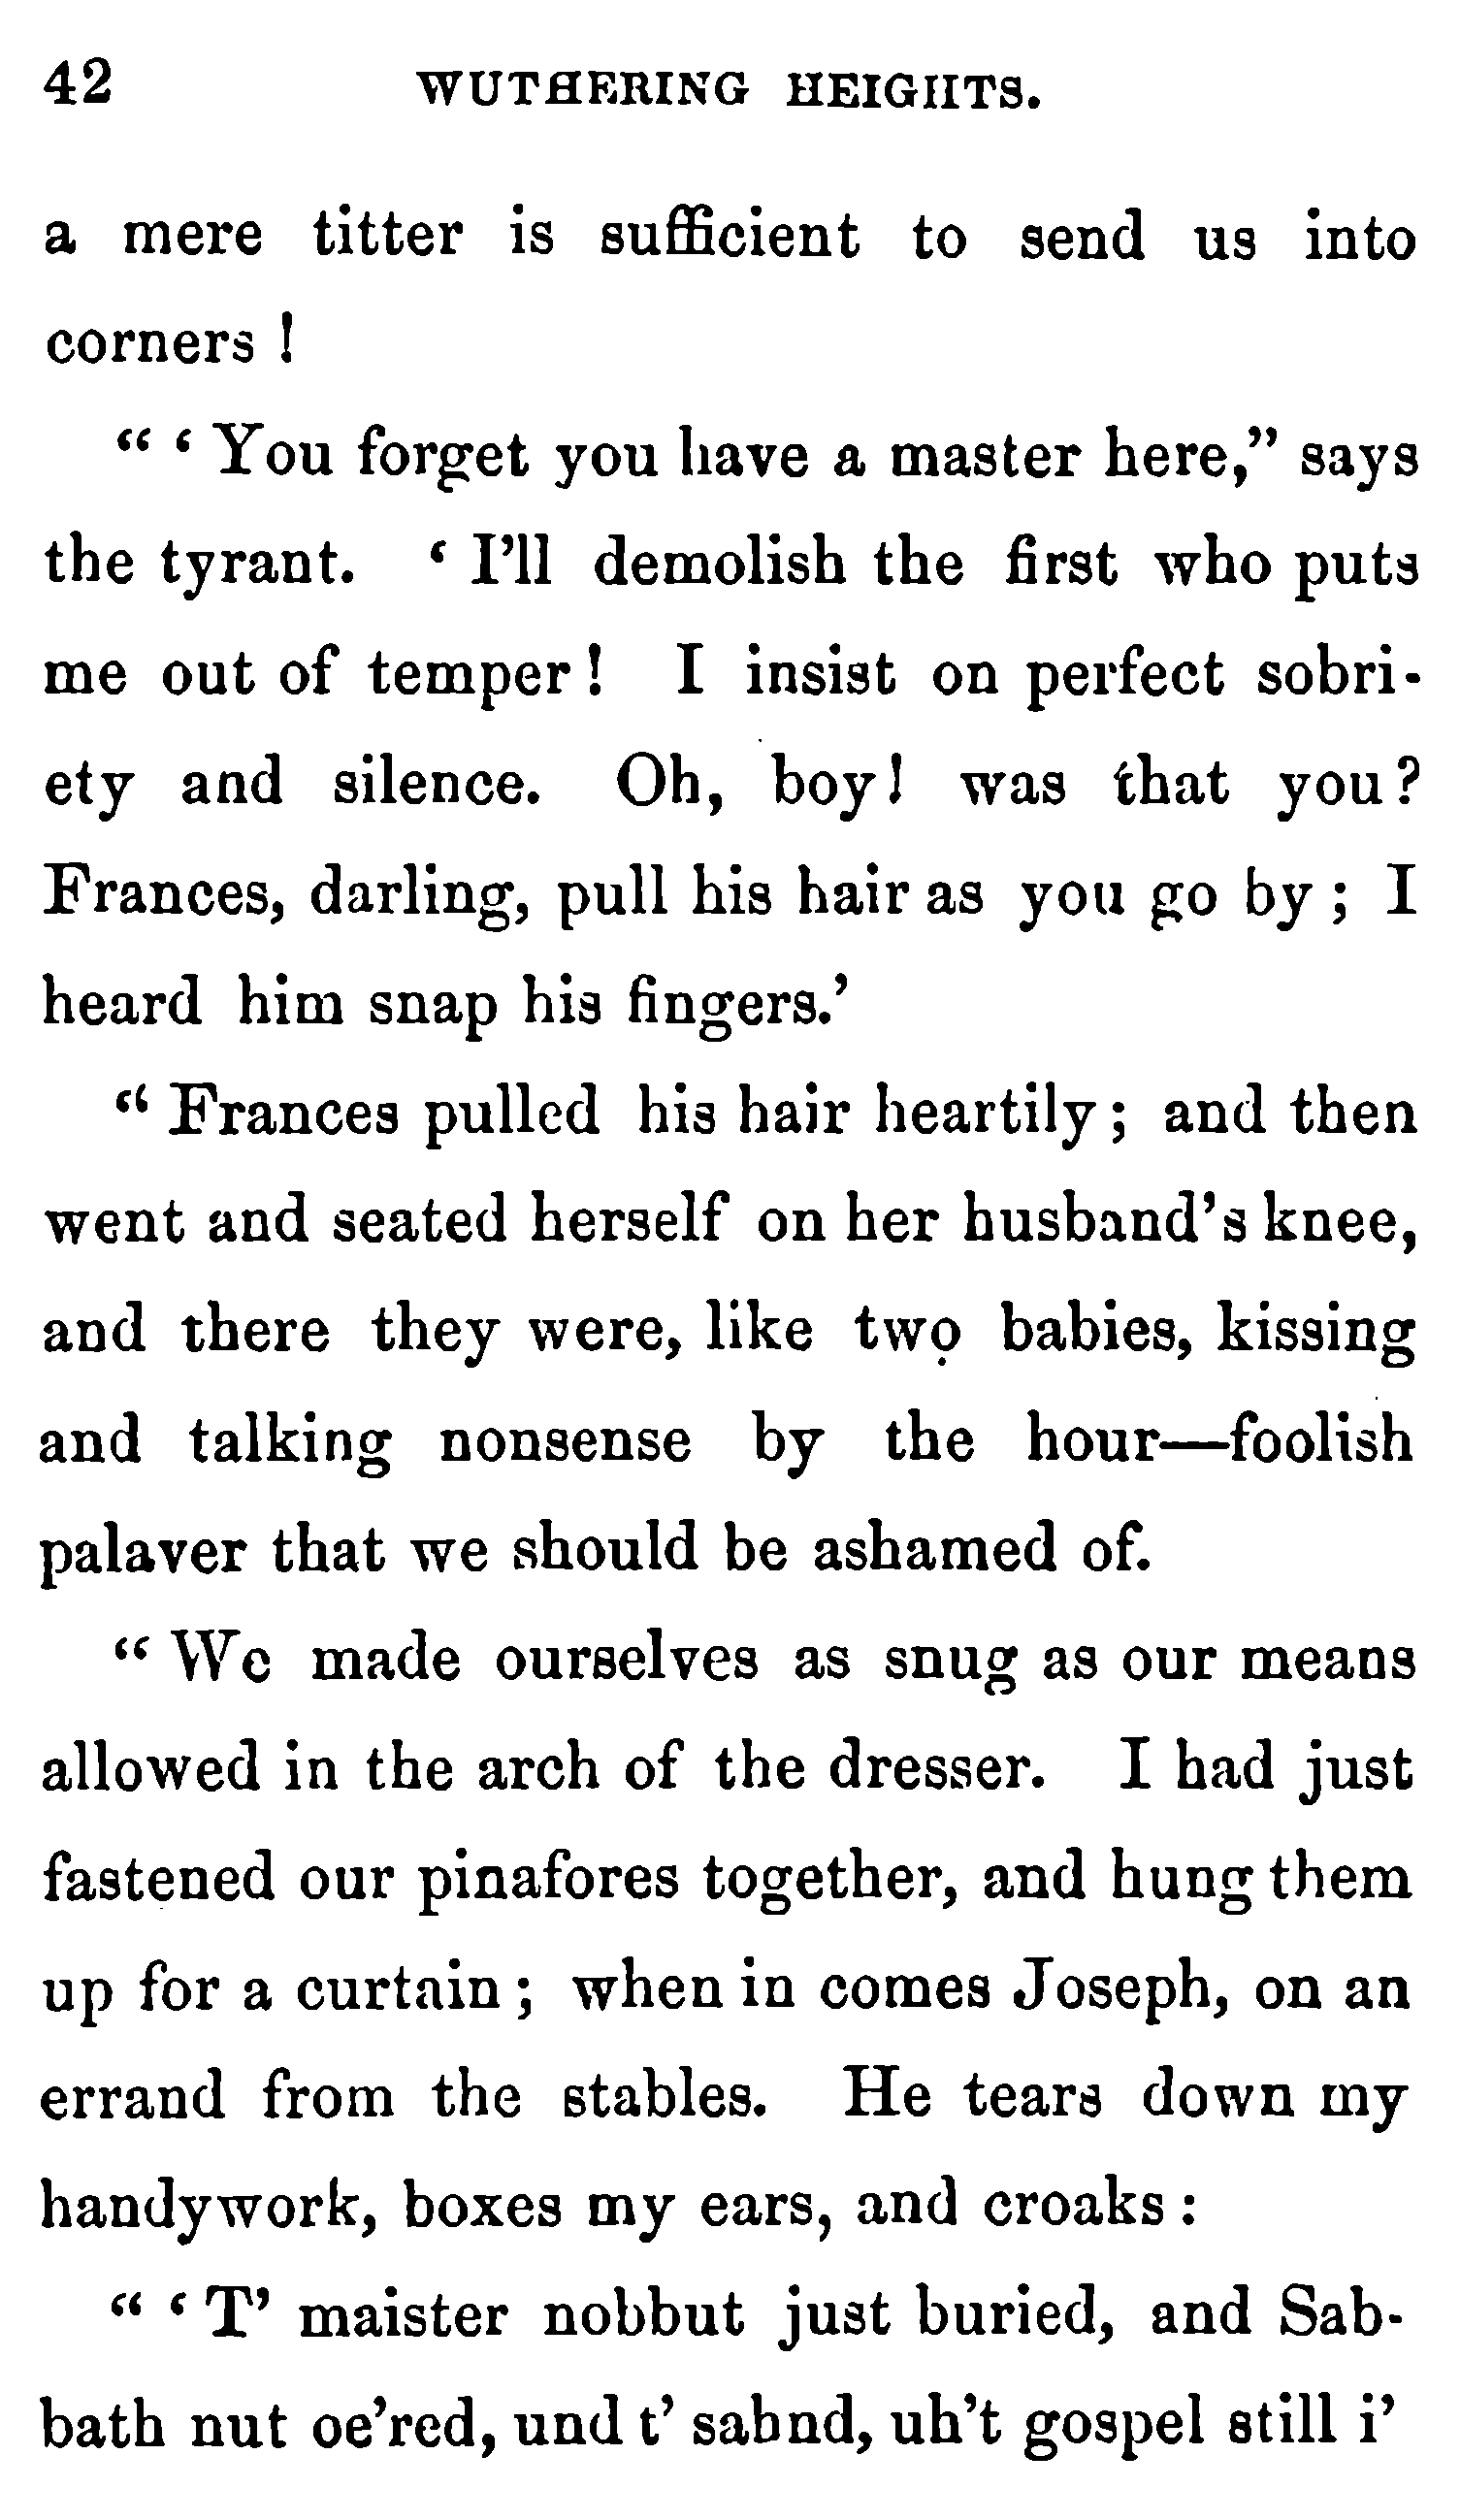 42 WUTHERING HEIGHTS.
a mere titter is sufficient to send us into
corners !
“ ‘ You forget you have a master here,” says
the tyrant. ‘ I’ll demolish the first who puts
me out of temper ! I insist on perfect sobri-
ety and silence. Oh, boy! was that you?
Frances, darling, pull his hair as you go by ; I
heard him snap his fingers.’
“ Frances pulled his hair heartily ; and then
went and seated herself on her husband’s knee,
and there they were, like two babies, kissing
and talking nonsense by the hour—foolish
palaver that we should be ashamed of.
“ We made ourselves as snug as our means
allowed in the arch of the dresser. I had just
fastened our pinafores together, and hung them
up for a curtain ; when in comes Joseph, on an
errand from the stables. He tears down my
handywork, boxes my ears, and croaks :
“ ‘ T’ maister nobbut just buried, and Sab-
bath nut oe’red, und t’ sahnd, uh’t gospel still i’